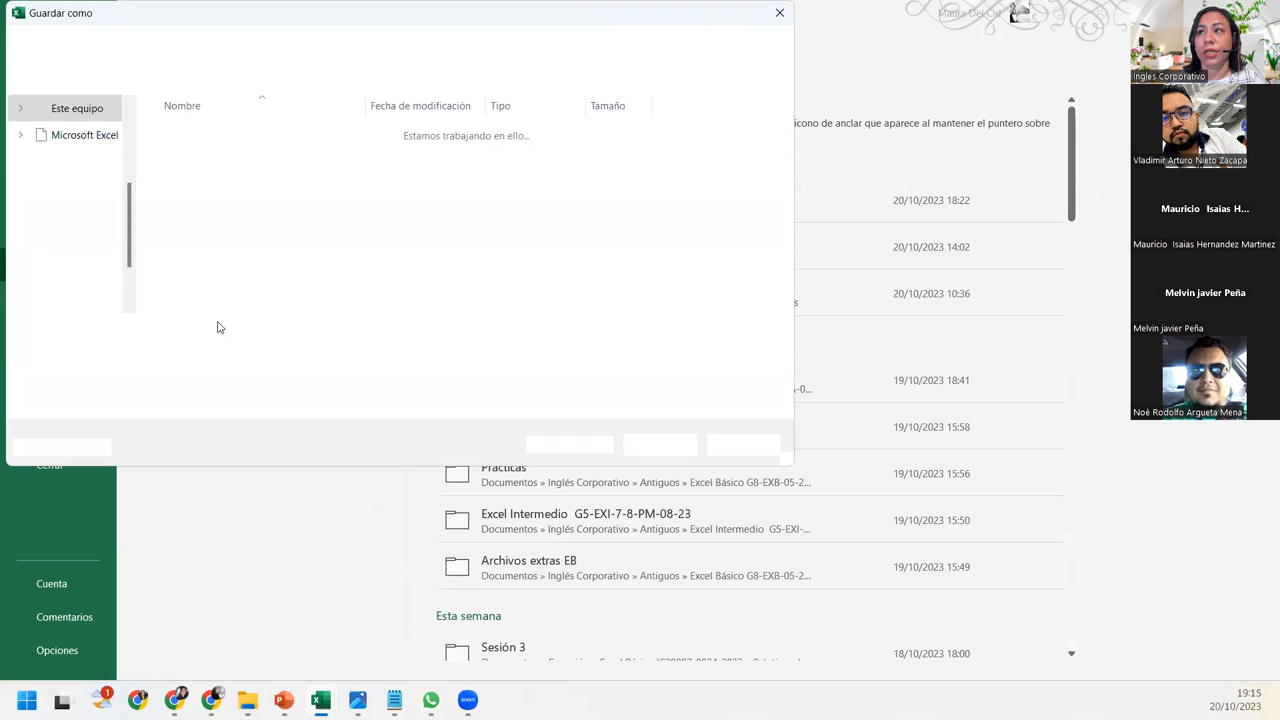 Guardar como
Maura Del Cid
Este equipo
Microsoft Excel
Nombre
Fecha de modificación
Tipo
Tamaño
Estamos trabajando en ello...
icono de anclar que aparece al mantener el puntero sobre
20/10/2023 18:22
20/10/2023 14:02
20/10/2023 10:36
s
19/10/2023 18:41
A-0...
19/10/2023 15:58
Prácticas
Documentos » Inglés Corporativo » Antiguos » Excel Básico G8-EXB-05-2...
19/10/2023 15:56
Excel Intermedio G5-EXI-7-8-PM-08-23
Documentos » Inglés Corporativo » Antiguos » Excel Intermedio G5-EXI-...
19/10/2023 15:50
Archivos extras EB
Documentos » Inglés Corporativo » Antiguos » Excel Básico G8-EXB-05-2...
19/10/2023 15:49
Esta semana
Sesión 3
18/10/2023 18:00
Cerrar
Cuenta
Comentarios
Opciones
Ingles Corporativo
Vladimir Arturo Nieto Zacapa
Mauricio Isaias H...
Mauricio Isaias Hernandez Martinez
Melvin javier Peña
Melvin javier Peña
Noè Rodolfo Argueta Mena
1
zoom
19:15
20/10/2023